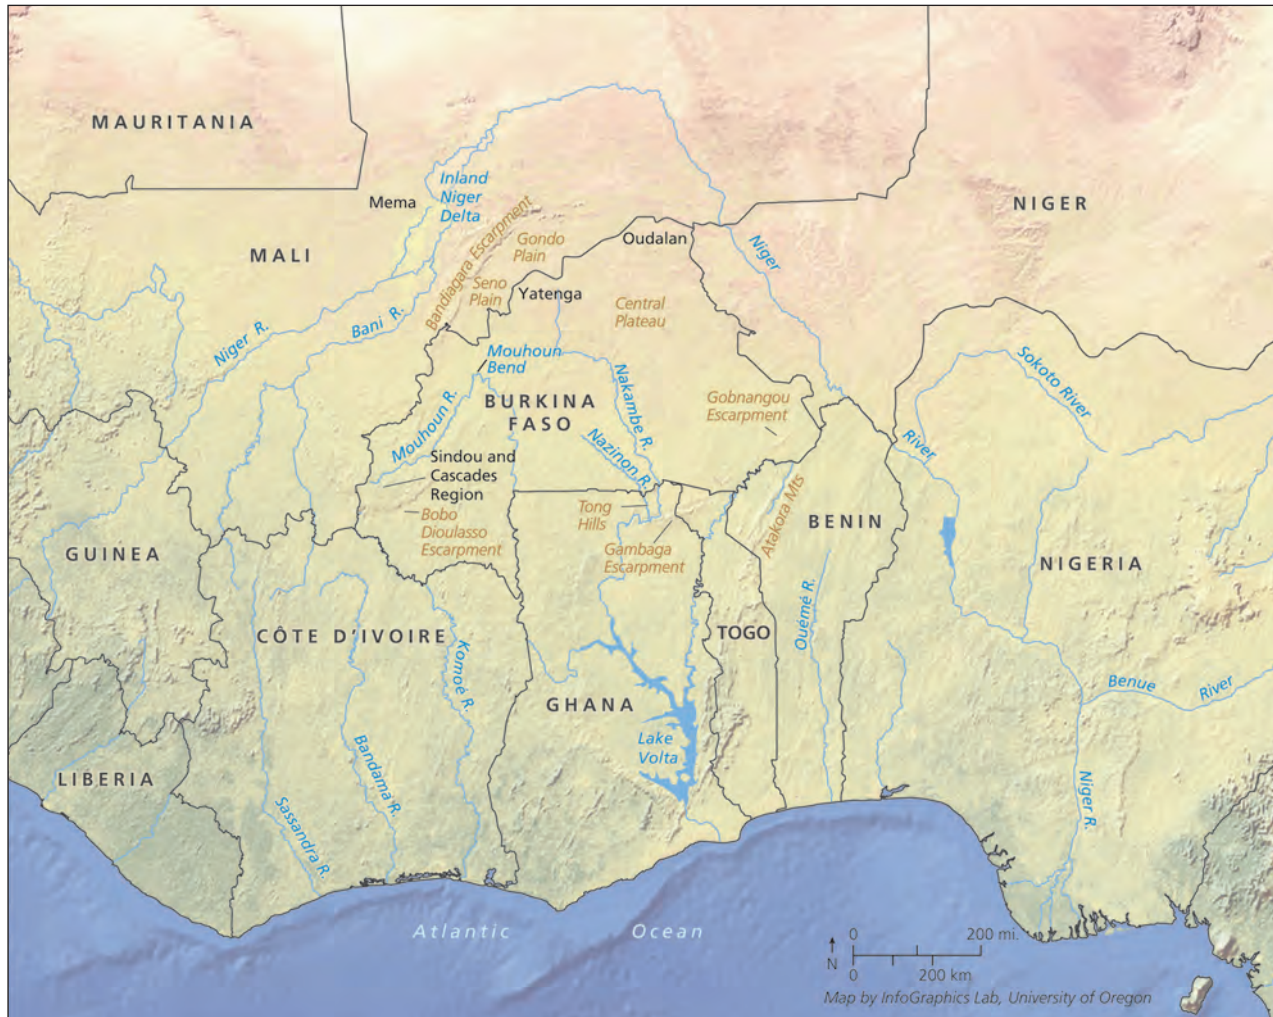 MAURITANIA
Inland
Niger
Delta
Mema
NIGER
MALI
Bandiagara Escarpment
Gondo
Plain
Oudalan
Niger
Seno
Plain
Yatenga
Central
Plateau
Niger R.
Bani R.
Mouhoun
Bend
Sokoto River
BURKINA
FASO
Nakambe R.
Gobnangou
Escarpment
Mouhoun R.
Nazinon R.
River
Sindou and
Cascades
Region
Bobo
Dioulasso
Escarpment
Tong
Hills
Atakora Mts
BENIN
GUINEA
Gambaga
Escarpment
NIGERIA
CÔTE D'IVOIRE
Komoé R.
TOGO
Ouémé R.
Benue River
GHANA
Lake
Volta
LIBERIA
Bandama R.
Sassandra R.
Niger R.
Atlantic Ocean
0 200 mi.
N
0 200 km
Map by InfoGraphics Lab, University of Oregon